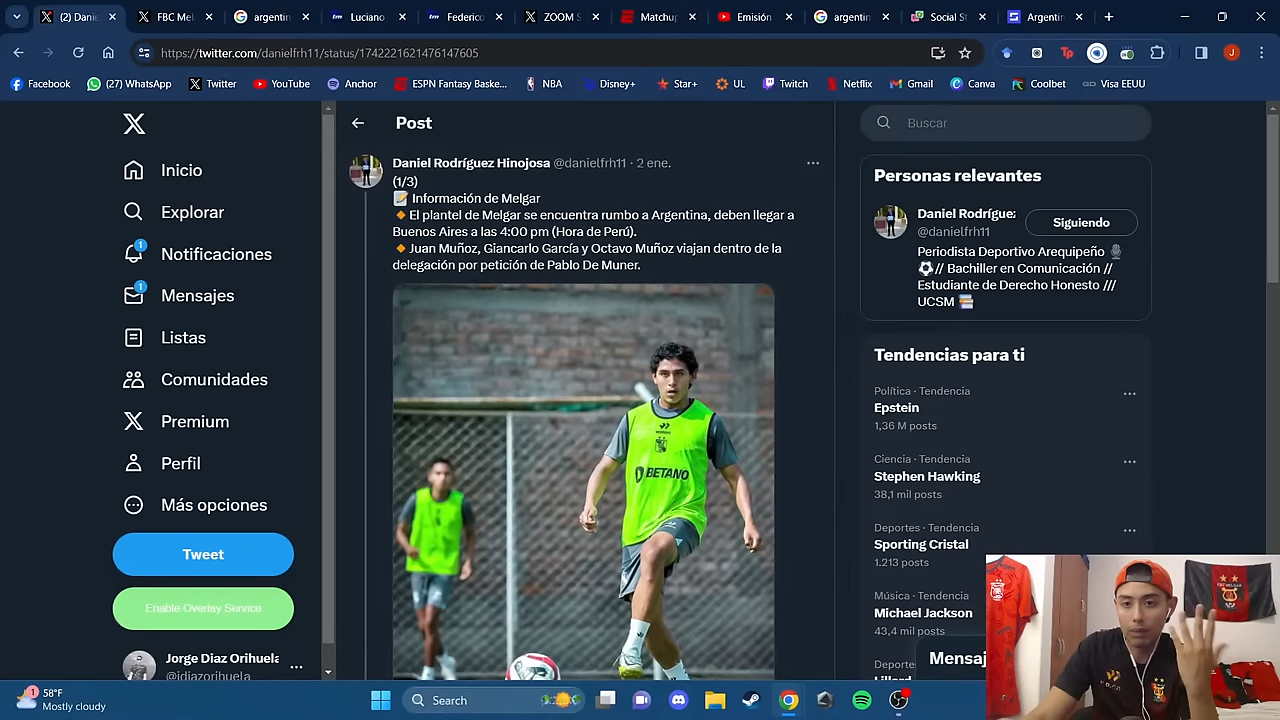 (2) Dani
FBC Mel
argentin
Luciano
Federico
ZOOM S
Matchup
Emisión
argentin
Social St
Argentin
https://twitter.com/danielfrh11/status/1742221621476147605
J
Facebook
(27) WhatsApp
Twitter
YouTube
Anchor
ESPN Fantasy Baske...
NBA
Disney+
Star+
UL
Twitch
Netflix
Gmail
Canva
Coolbet
Visa EEUU
Inicio
Explorar
1
Notificaciones
1
Mensajes
Listas
Comunidades
Premium
Perfil
Más opciones
Tweet
Enable Overlay Service
Jorge Diaz Orihuela
@jdiazorihuela
Post
Daniel Rodríguez Hinojosa @danielfrh11 · 2 ene.
(1/3)
Información de Melgar
El plantel de Melgar se encuentra rumbo a Argentina, deben llegar a
Buenos Aires a las 4:00 pm (Hora de Perú).
Juan Muñoz, Giancarlo García y Octavo Muñoz viajan dentro de la
delegación por petición de Pablo De Muner.
BETANO
Buscar
Personas relevantes
Daniel Rodríguez
@danielfrh11
Siguiendo
Periodista Deportivo Arequipeño
// Bachiller en Comunicación //
Estudiante de Derecho Honesto ///
UCSM
Tendencias para ti
Política · Tendencia
Epstein
1,36 M posts
Ciencia · Tendencia
Stephen Hawking
38,1 mil posts
Deportes · Tendencia
Sporting Cristal
1.213 posts
Música · Tendencia
Michael Jackson
43,4 mil posts
Mensaj
1
58°F
Mostly cloudy
Search